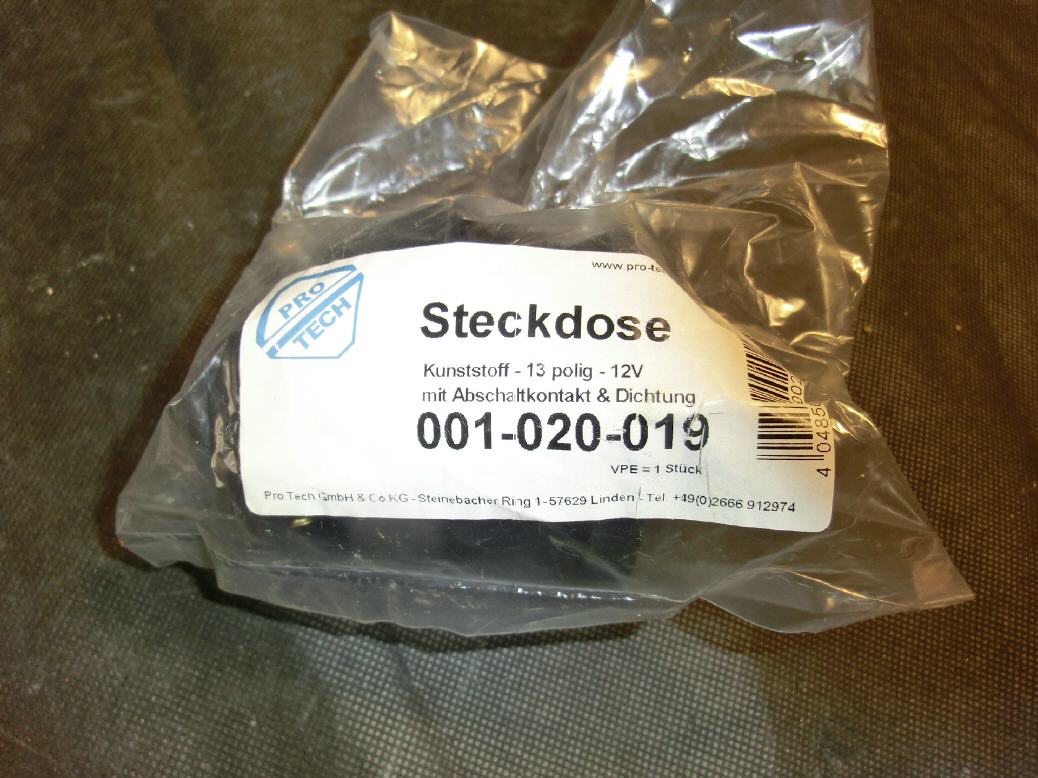 PRO
TECH
www.pro-te
Steckdose
Kunststoff - 13 polig - 12V
mit Abschaltkontakt & Dichtung
001-020-019
VPE = 1 Stück
Pro Tech GmbH & Co KG - Steinebacher Ring 1 - 57629 Linden - Tel. +49(0)2666 912974